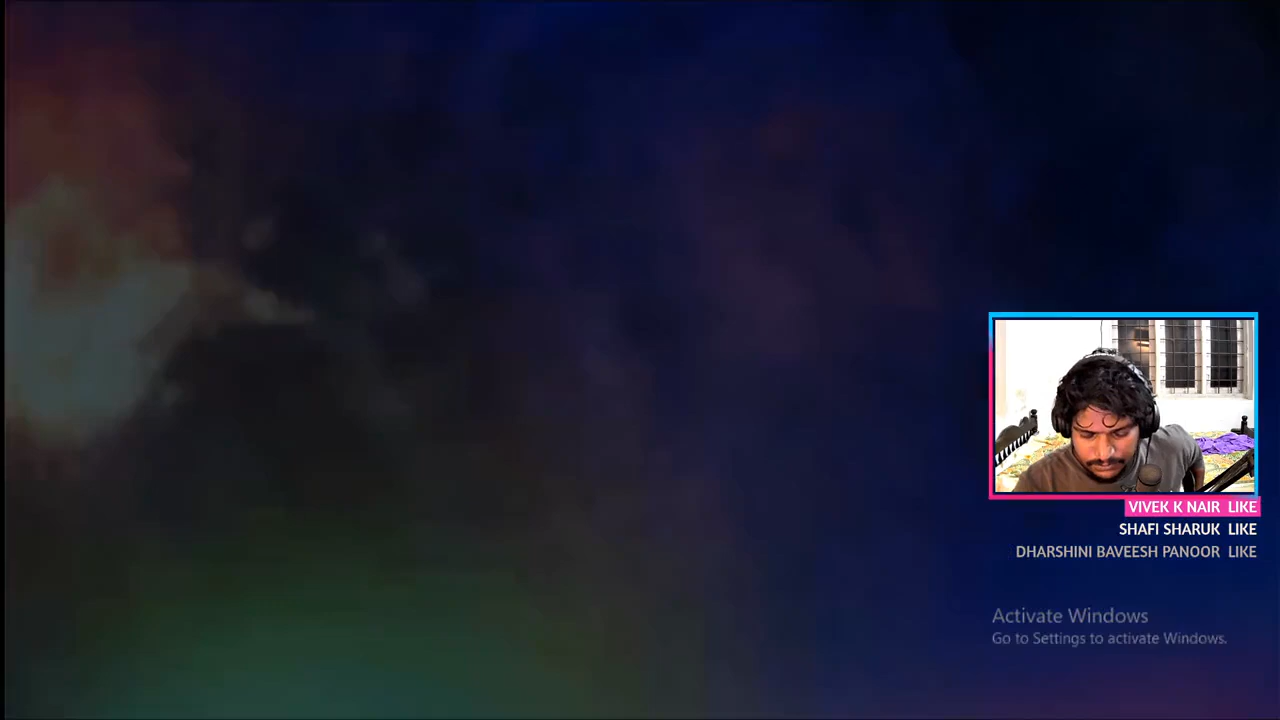 VIVEK K NAIR LIKE
SHAFI SHARUK LIKE
DHARSHINI BAVEESH PANOOR LIKE
Activate Windows
Go to Settings to activate Windows.